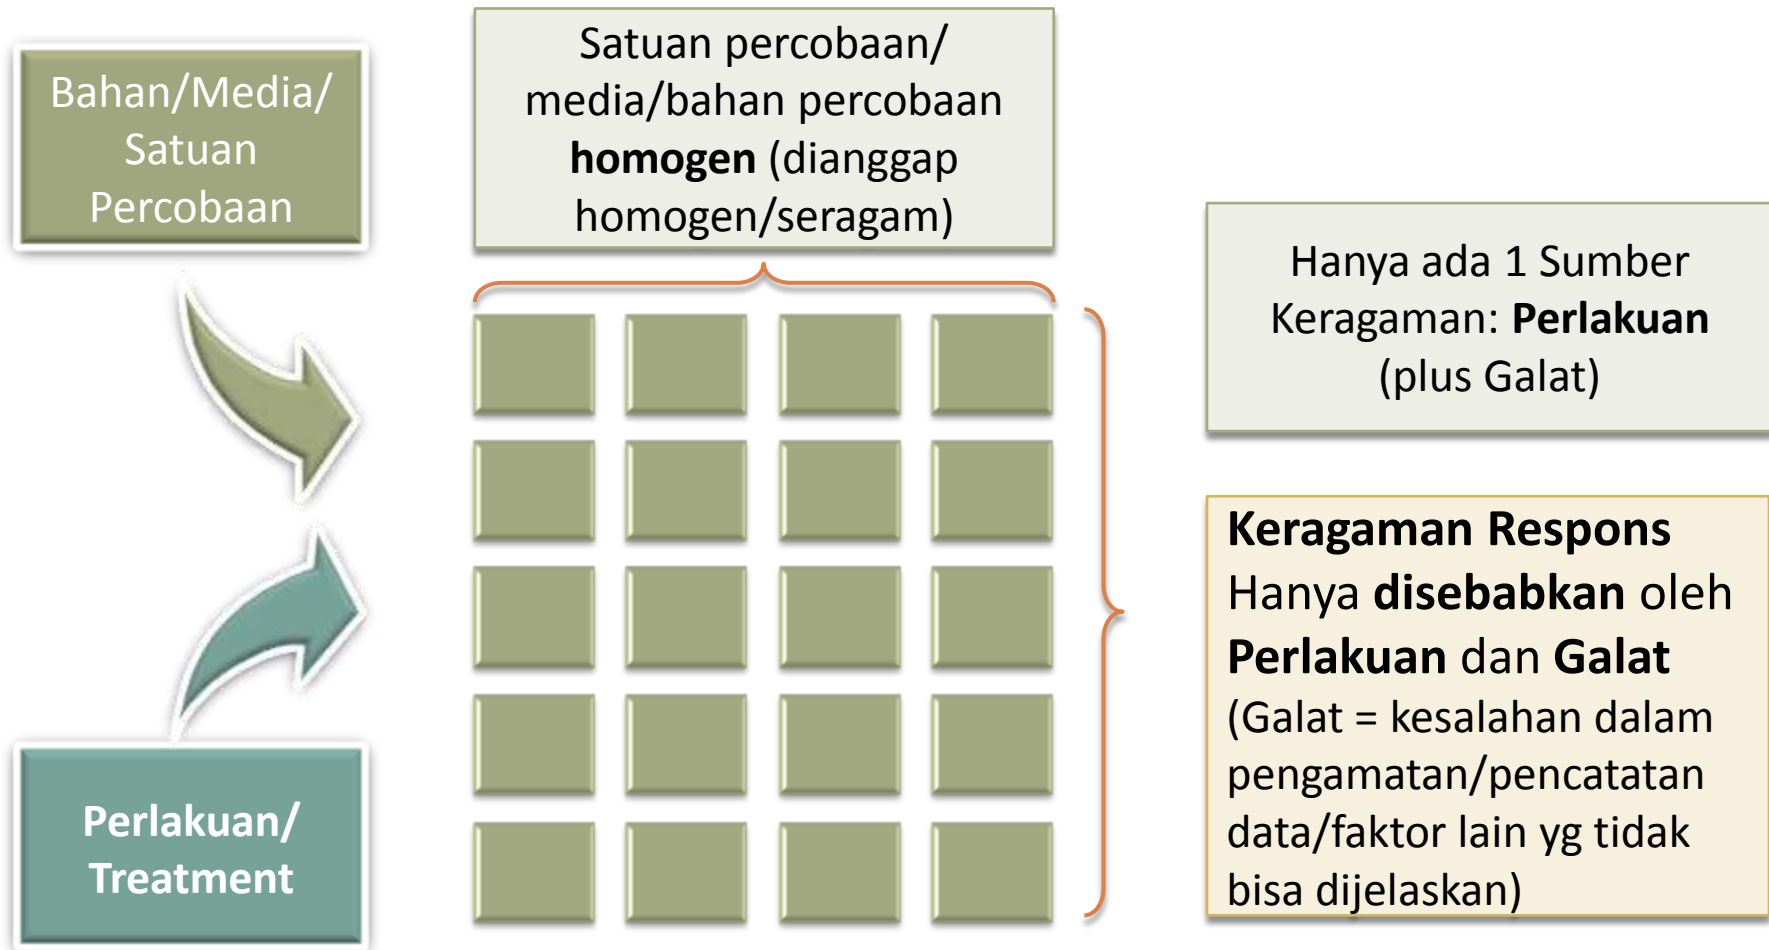 Bahan/Media/
Satuan
Percobaan
Satuan percobaan/
media/bahan percobaan
homogen (dianggap
homogen/seragam)
Hanya ada 1 Sumber
Keragaman: Perlakuan
(plus Galat)
Keragaman Respons
Hanya disebabkan oleh
Perlakuan dan Galat
(Galat = kesalahan dalam
pengamatan/pencatatan
data/faktor lain yg tidak
bisa dijelaskan)
Perlakuan/
Treatment